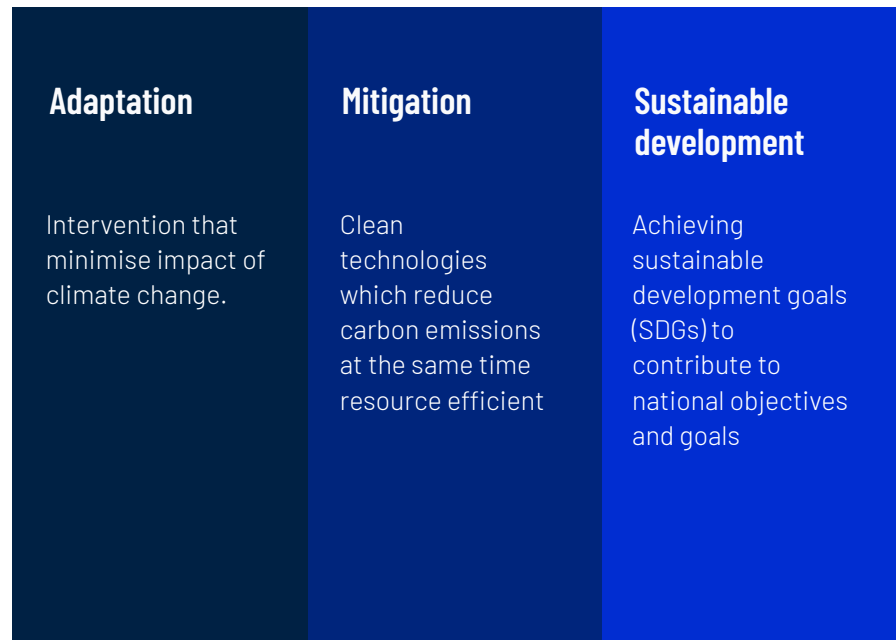 Adaptation
Intervention that
minimise impact of
climate change.
Mitigation
Clean
technologies
which reduce
carbon emissions
at the same time
resource efficient
Sustainable
development
Achieving
sustainable
development goals
(SDGs) to
contribute to
national objectives
and goals